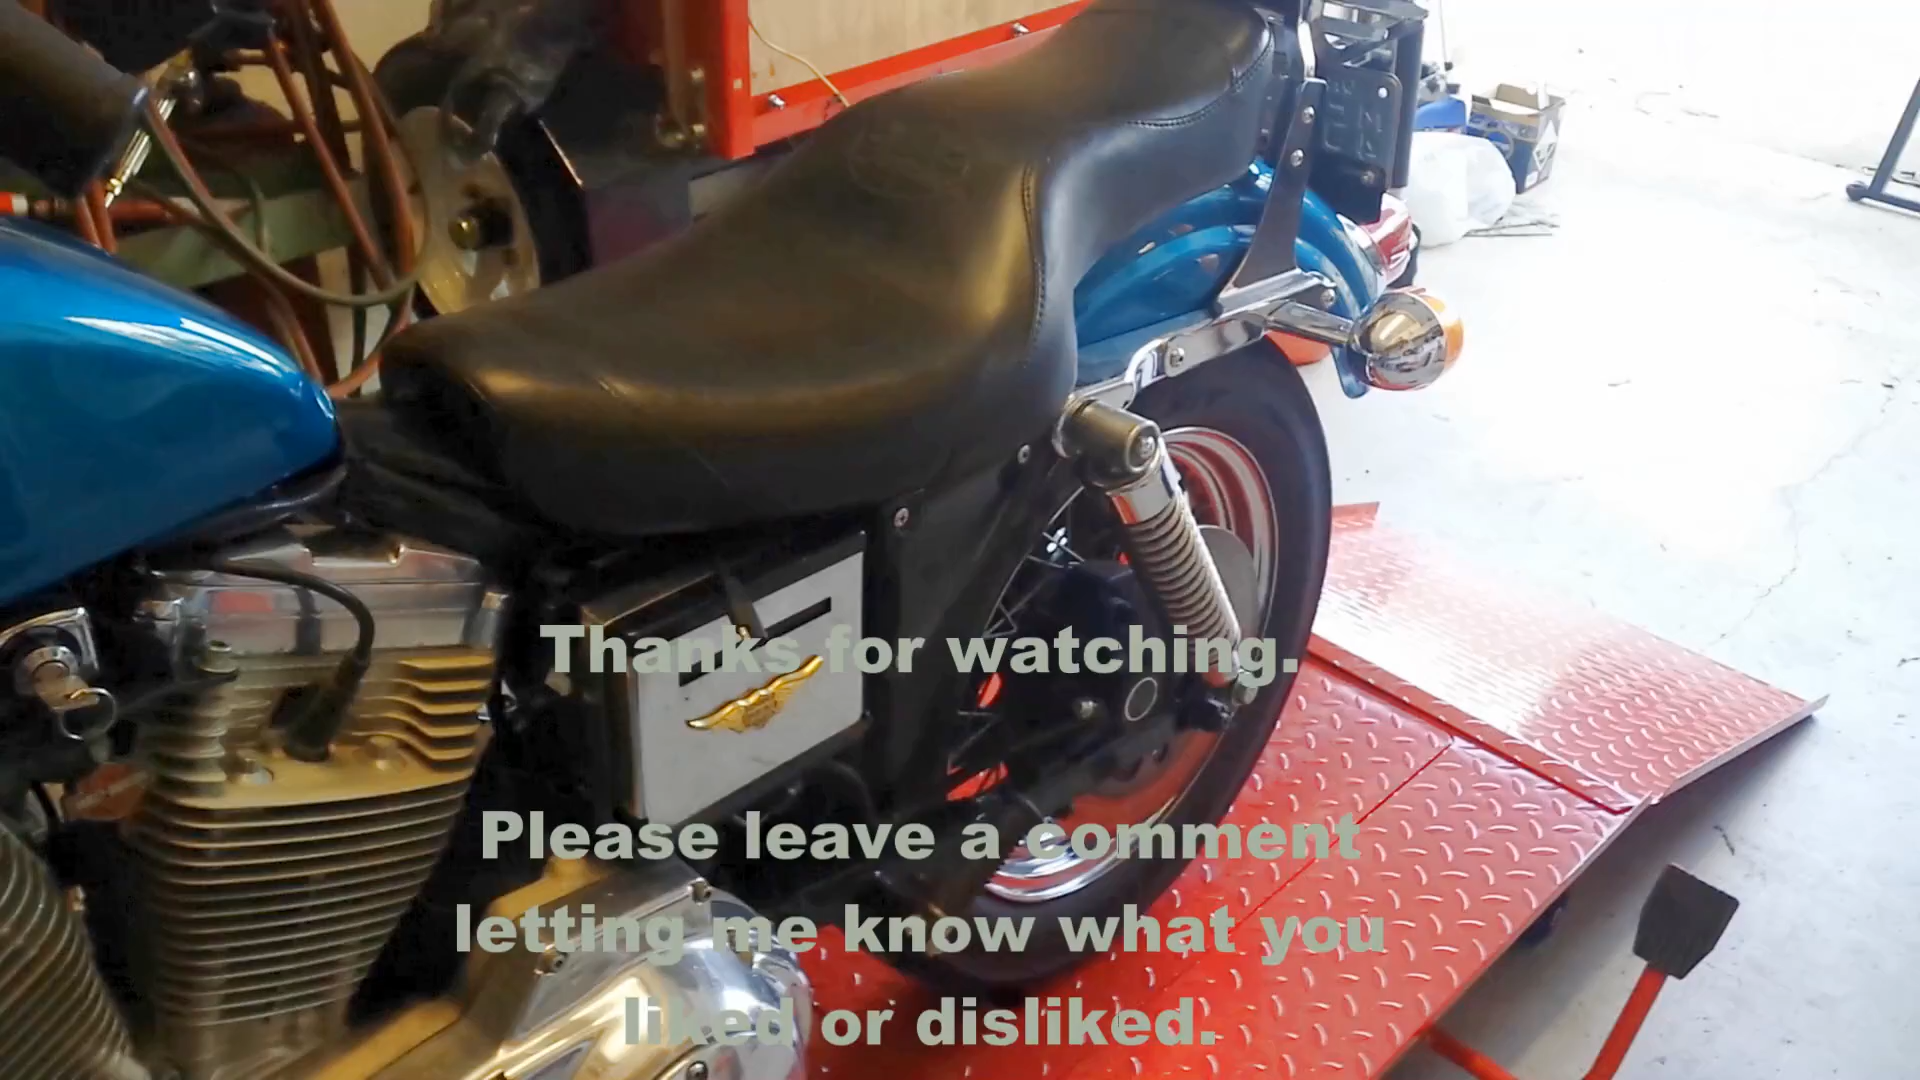 Thanks for watching.
Please leave a comment
letting me know what you
liked or disliked.